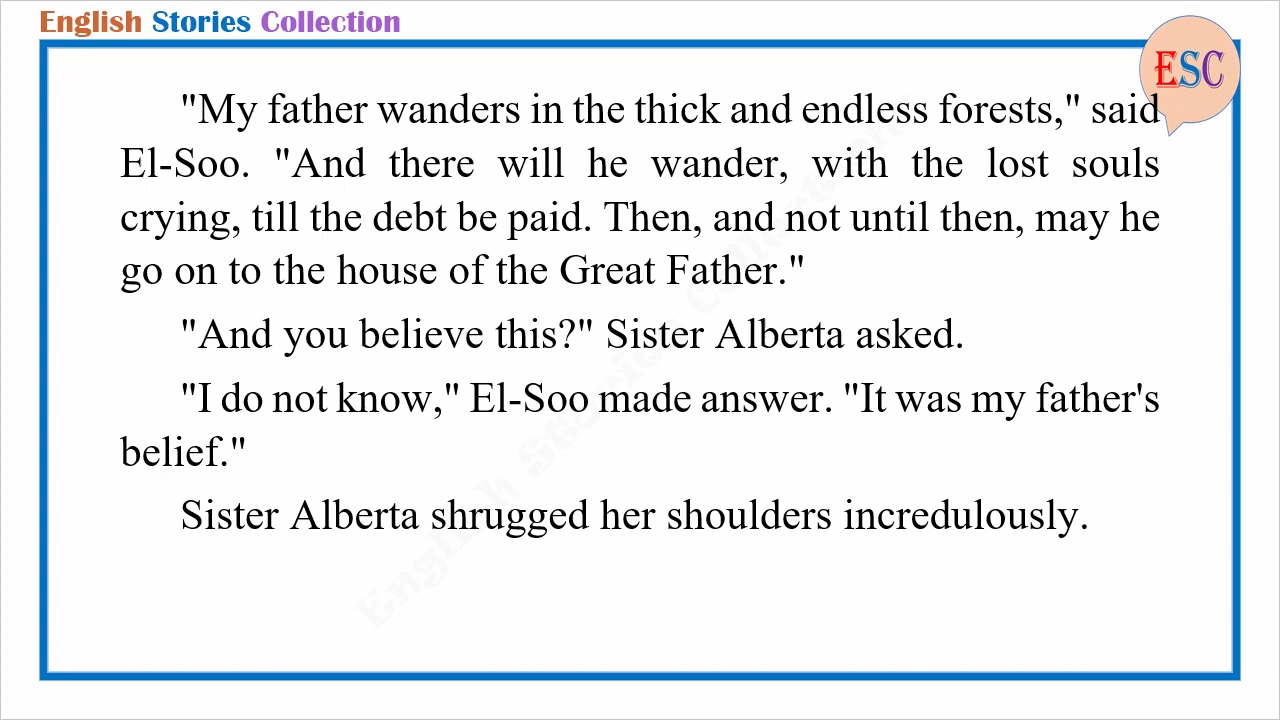 English Stories Collection
ESC
"My father wanders in the thick and endless forests," said
El-Soo. "And there will he wander, with the lost souls
crying, till the debt be paid. Then, and not until then, may he
go on to the house of the Great Father."
"And you believe this?" Sister Alberta asked.
"I do not know," El-Soo made answer. "It was my father's
belief."
Sister Alberta shrugged her shoulders incredulously.
English Stories Collection